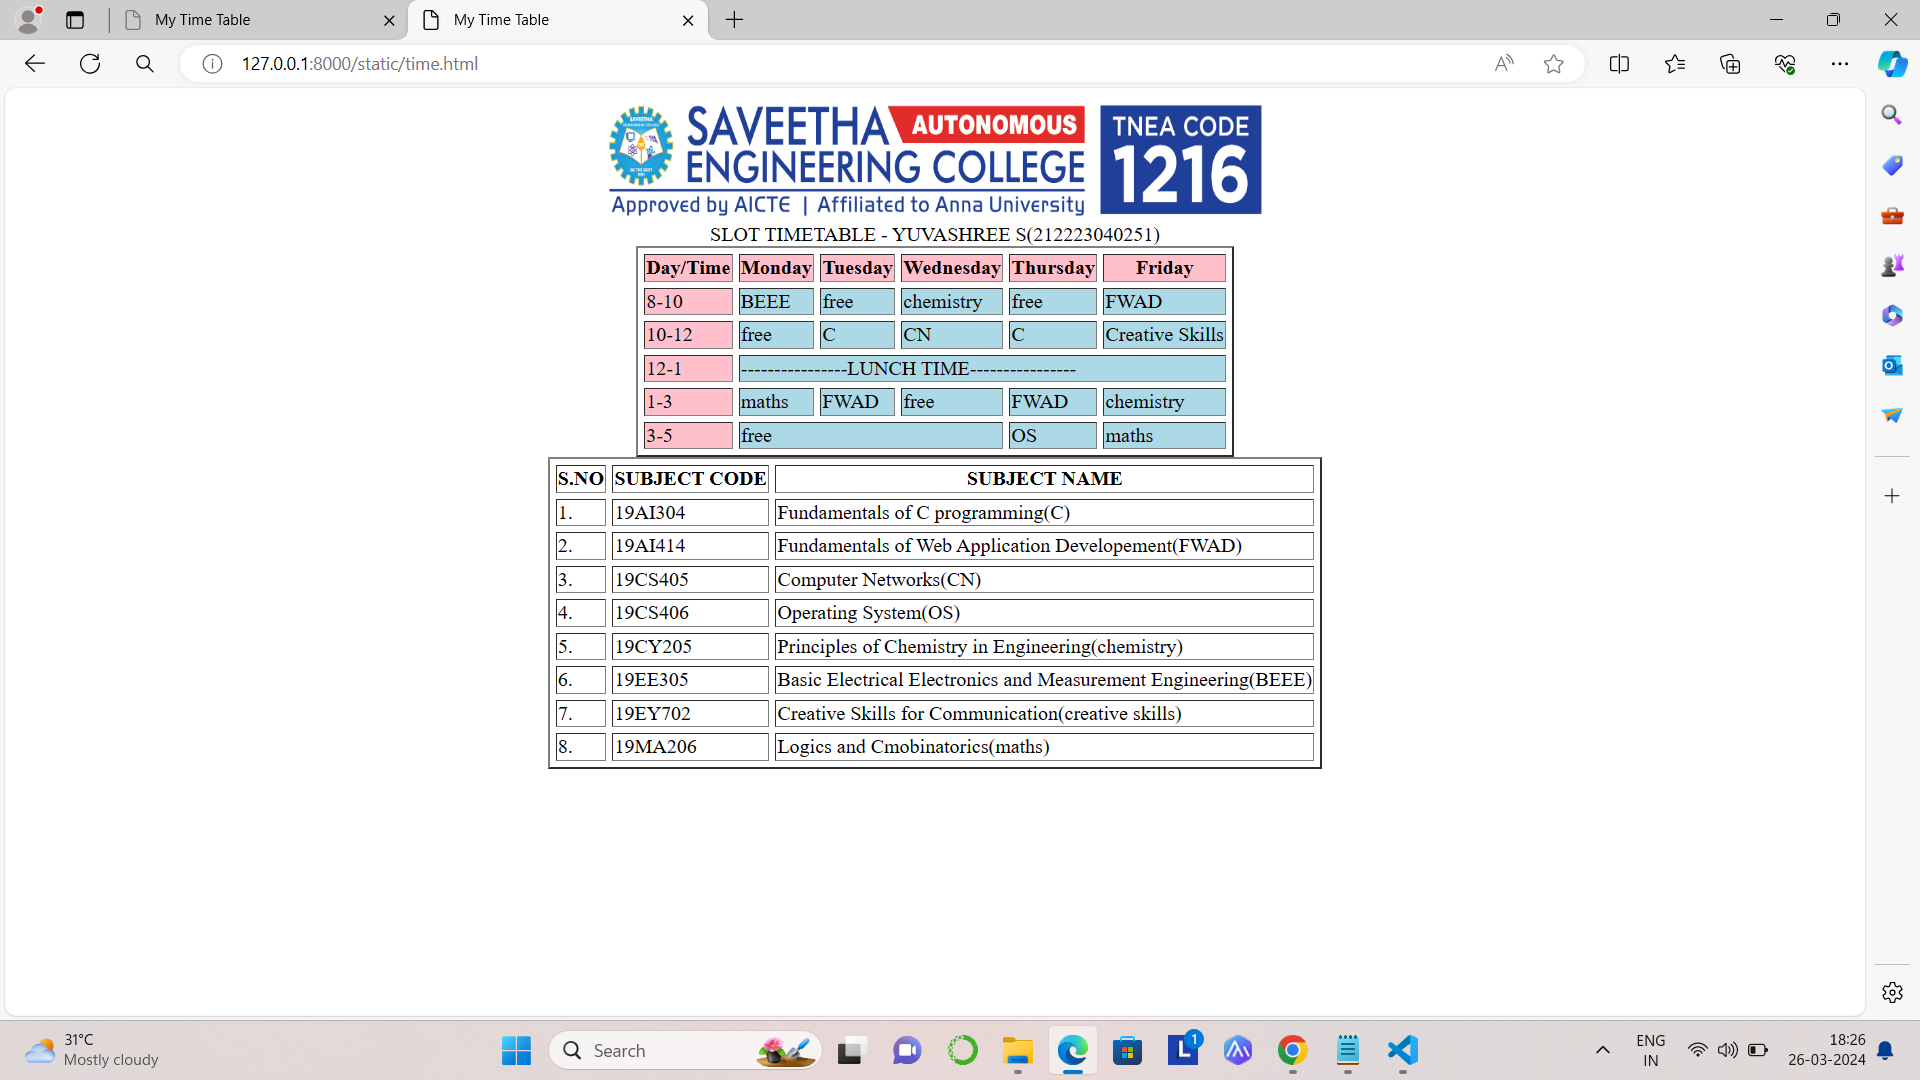 My Time Table
My Time Table
127.0.0.1:8000/static/time.html
SAVEETHA AUTONOMOUS
ENGINEERING COLLEGE
Approved by AICTE | Affiliated to Anna University
TNEA CODE
1216
SLOT TIMETABLE - YUVASHREE S(212223040251)
Day/Time Monday Tuesday Wednesday Thursday Friday
8-10 BEEE free chemistry free FWAD
10-12 free C CN C Creative Skills
12-1 ----------------LUNCH TIME----------------
1-3 maths FWAD free FWAD chemistry
3-5 free OS maths
S.NO SUBJECT CODE SUBJECT NAME
1. 19AI304 Fundamentals of C programming(C)
2. 19AI414 Fundamentals of Web Application Developement(FWAD)
3. 19CS405 Computer Networks(CN)
4. 19CS406 Operating System(OS)
5. 19CY205 Principles of Chemistry in Engineering(chemistry)
6. 19EE305 Basic Electrical Electronics and Measurement Engineering(BEEE)
7. 19EY702 Creative Skills for Communication(creative skills)
8. 19MA206 Logics and Cmobinatorics(maths)
31°C
Mostly cloudy
Search
1
ENG
IN
18:26
26-03-2024